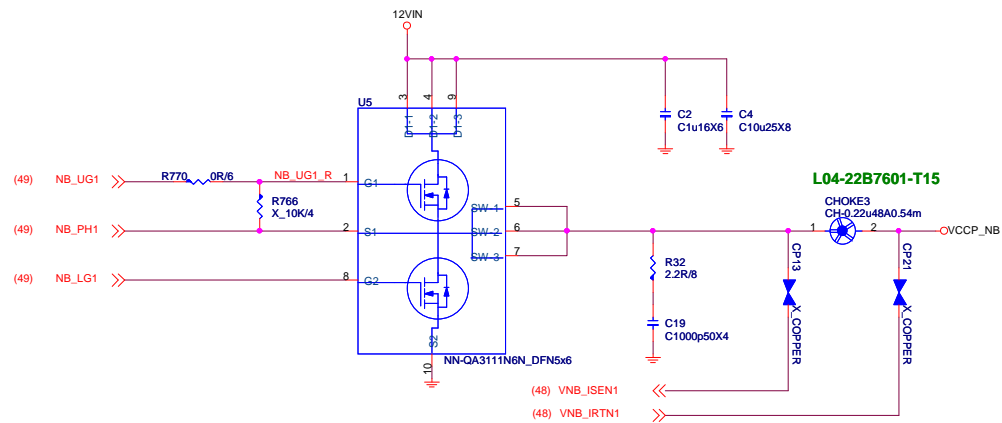 12VIN
3
4
9
U5
D1-1
D1-2
D1-3
C2
C1u16X6
C4
C10u25X8
(49) NB_UG1
R770 0R/6
NB_UG1_R
1
G1
R766
X_10K/4
(49) NB_PH1
2
S1
SW-1
5
SW-2
6
SW-3
7
(49) NB_LG1
8
G2
S2
10
NN-QA3111N6N_DFN5x6
R32
2.2R/8
C19
C1000p50X4
L04-22B7601-T15
CHOKE3
CH-0.22u48A0.54m
1
2
VCCP_NB
CP13
X_COPPER
CP21
X_COPPER
(48) VNB_ISEN1
(48) VNB_IRTN1